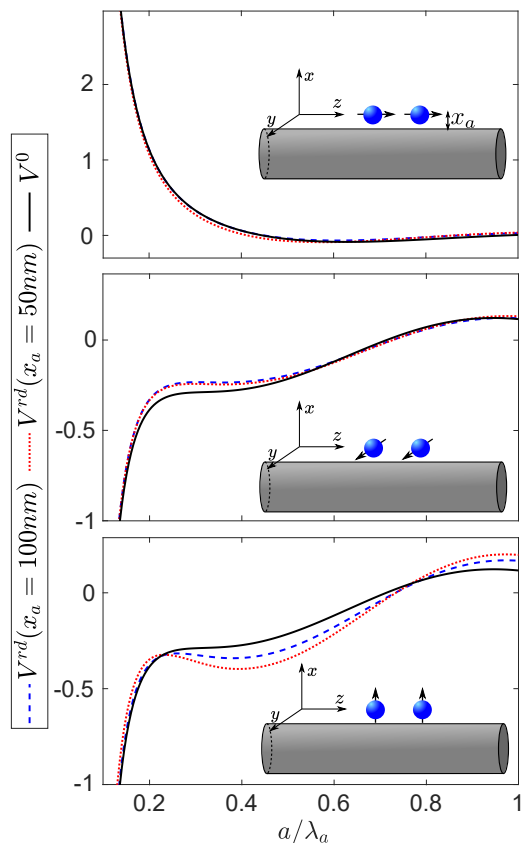 V^{rd}(x_a = 100nm) V^{rd}(x_a = 50nm) V^0
2
1
0
x
y
z
x_a
0
-0.5
-1
x
y
z
0
-0.5
-1
x
y
z
0.2 0.4 0.6 0.8 1
a/λ_a